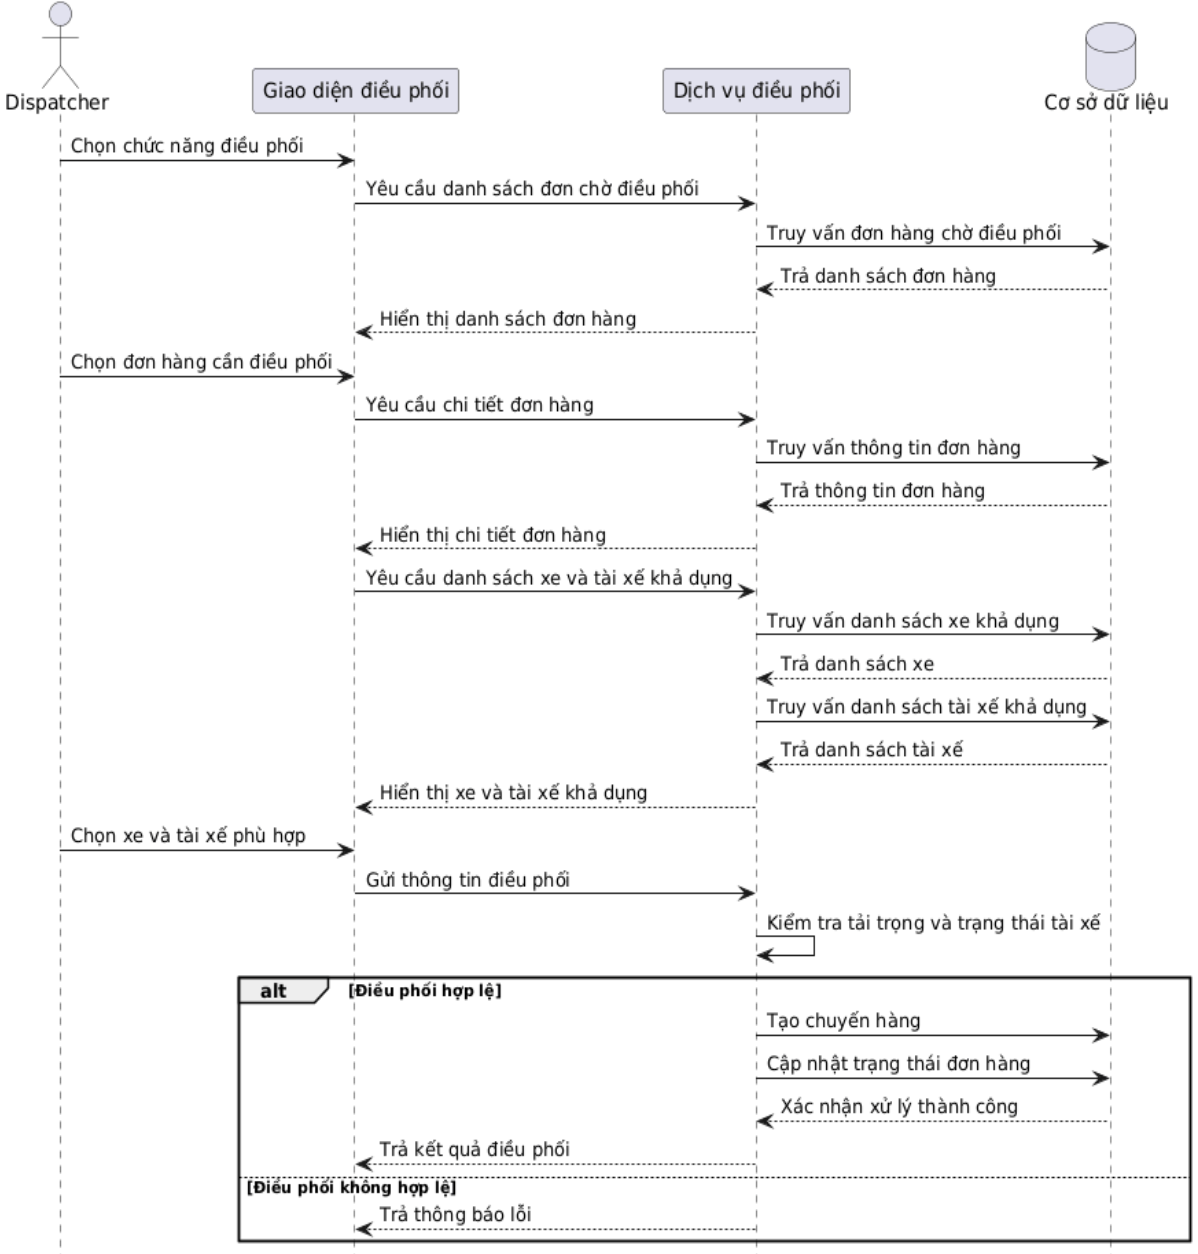 Dispatcher
Giao diện điều phối
Dịch vụ điều phối
Cơ sở dữ liệu
Chọn chức năng điều phối
Yêu cầu danh sách đơn chờ điều phối
Truy vấn đơn hàng chờ điều phối
Trả danh sách đơn hàng
Hiển thị danh sách đơn hàng
Chọn đơn hàng cần điều phối
Yêu cầu chi tiết đơn hàng
Truy vấn thông tin đơn hàng
Trả thông tin đơn hàng
Hiển thị chi tiết đơn hàng
Yêu cầu danh sách xe và tài xế khả dụng
Truy vấn danh sách xe khả dụng
Trả danh sách xe
Truy vấn danh sách tài xế khả dụng
Trả danh sách tài xế
Hiển thị xe và tài xế khả dụng
Chọn xe và tài xế phù hợp
Gửi thông tin điều phối
Kiểm tra tải trọng và trạng thái tài xế
alt [Điều phối hợp lệ]
Tạo chuyến hàng
Cập nhật trạng thái đơn hàng
Xác nhận xử lý thành công
Trả kết quả điều phối
[Điều phối không hợp lệ]
Trả thông báo lỗi